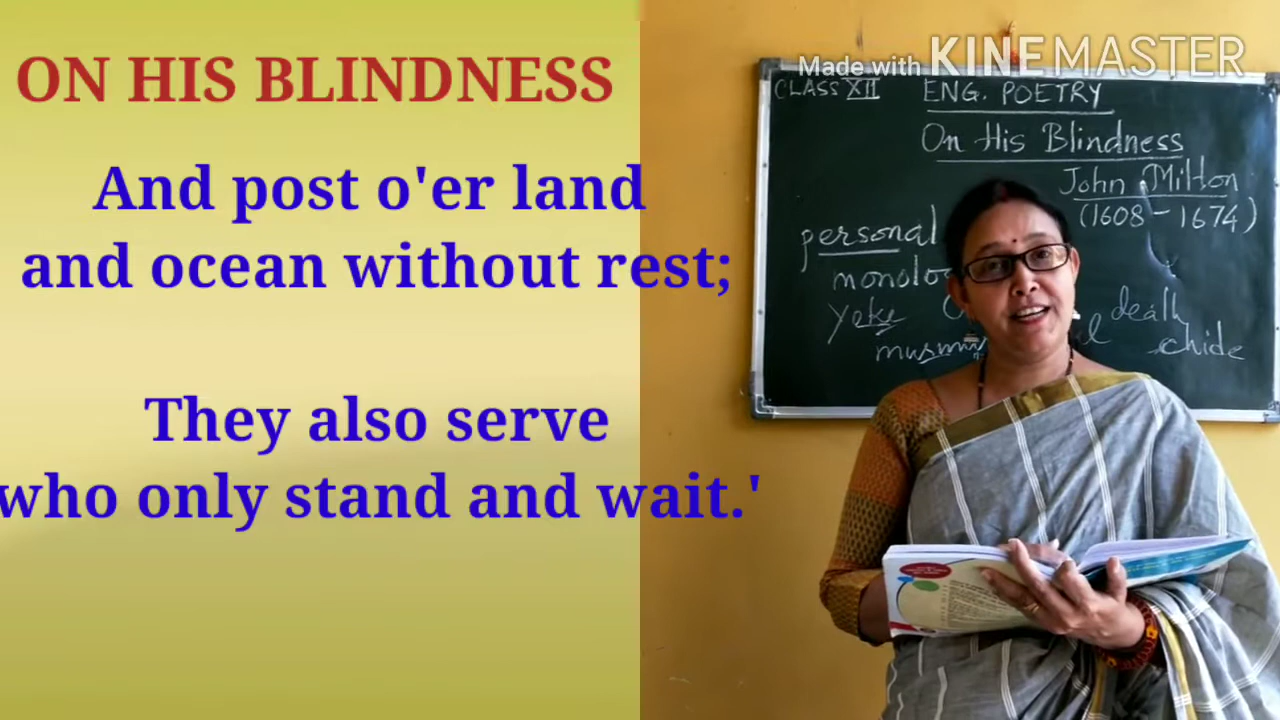 ON HIS BLINDNESS
And post o'er land
and ocean without rest;
They also serve
who only stand and wait.'
Made with KINEMASTER
CLASS XII ENG. POETRY
On His Blindness
John Milton
(1608 - 1674)
personal
monolo
yoke
death
chide